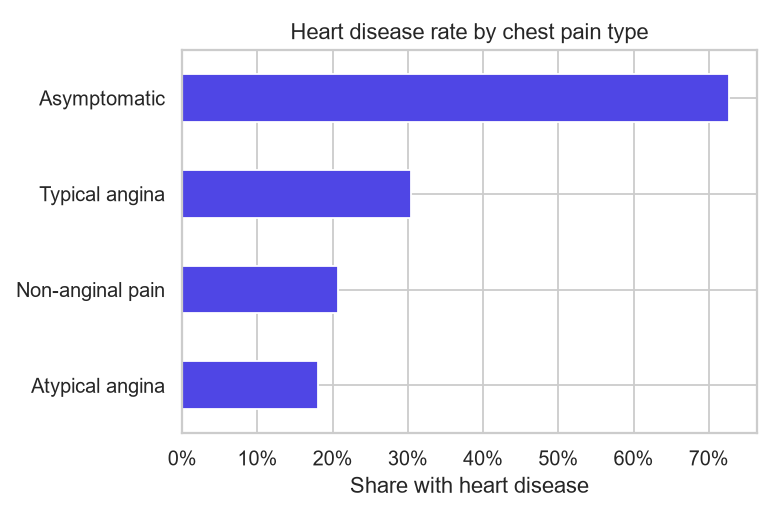 Heart disease rate by chest pain type
Asymptomatic
Typical angina
Non-anginal pain
Atypical angina
0% 10% 20% 30% 40% 50% 60% 70%
Share with heart disease